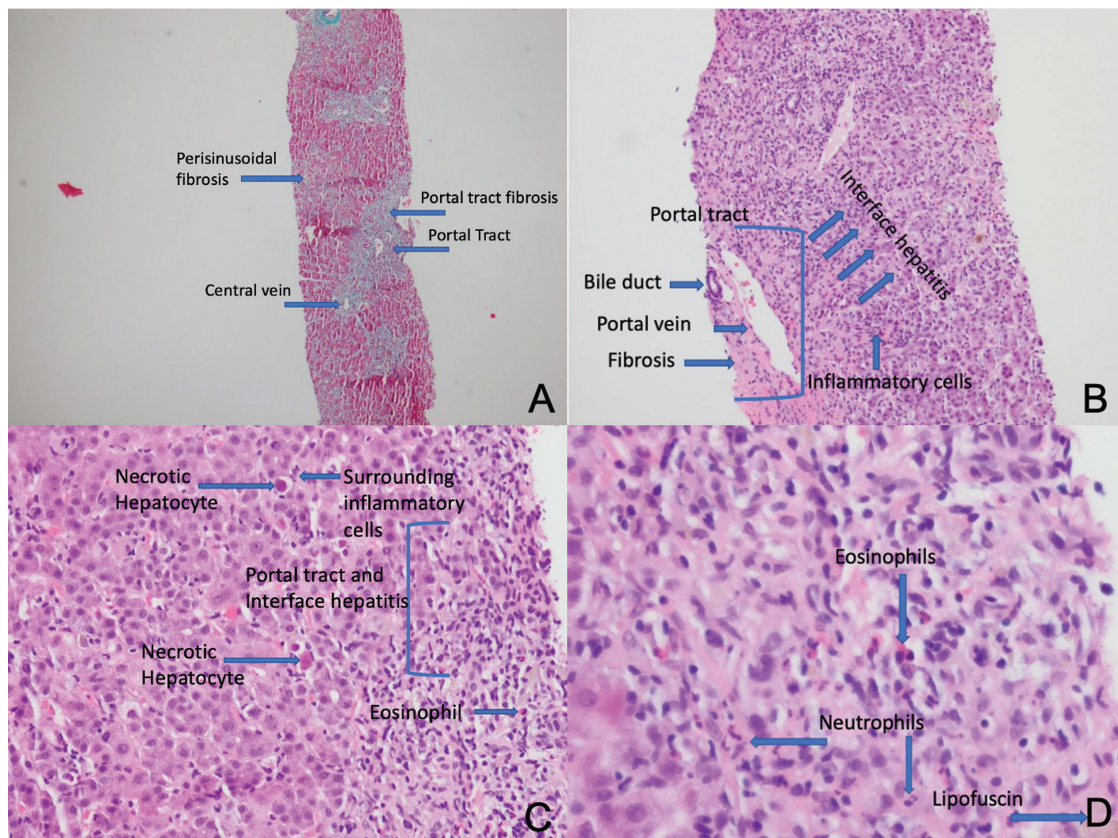 Perisinusoidal
fibrosis
Portal tract fibrosis
Portal Tract
Central vein
A
Portal tract
Bile duct
Portal vein
Fibrosis
Interface
hepatitis
Inflammatory cells
B
Necrotic
Hepatocyte
Surrounding
inflammatory
cells
Portal tract and
Interface hepatitis
Necrotic
Hepatocyte
Eosinophil
C
Eosinophils
Neutrophils
Lipofuscin
D